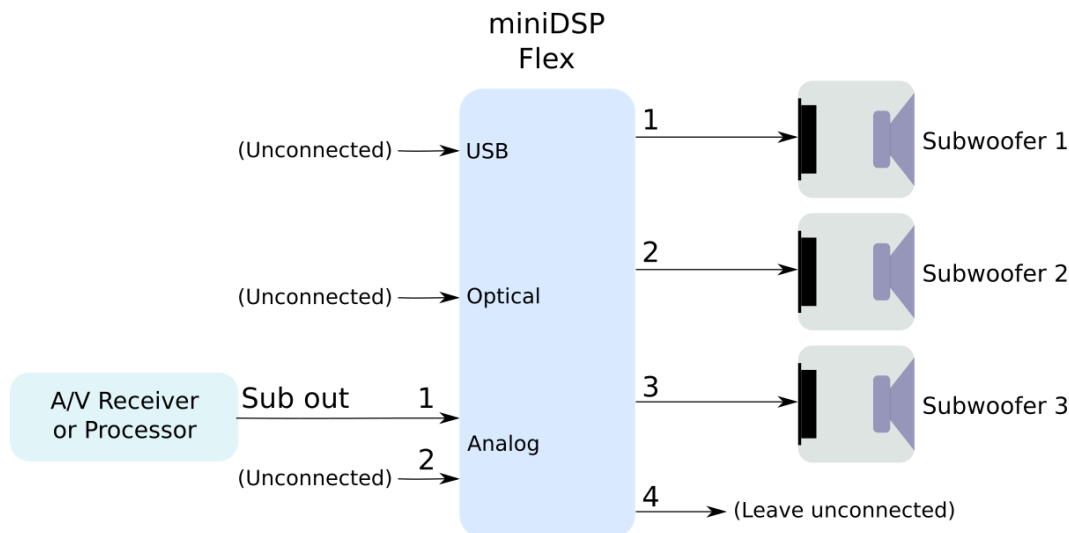 miniDSP
Flex
(Unconnected)
USB
1
Subwoofer 1
2
Subwoofer 2
(Unconnected)
Optical
A/V Receiver
or Processor
Sub out
1
3
Subwoofer 3
Analog
(Unconnected)
2
4
(Leave unconnected)